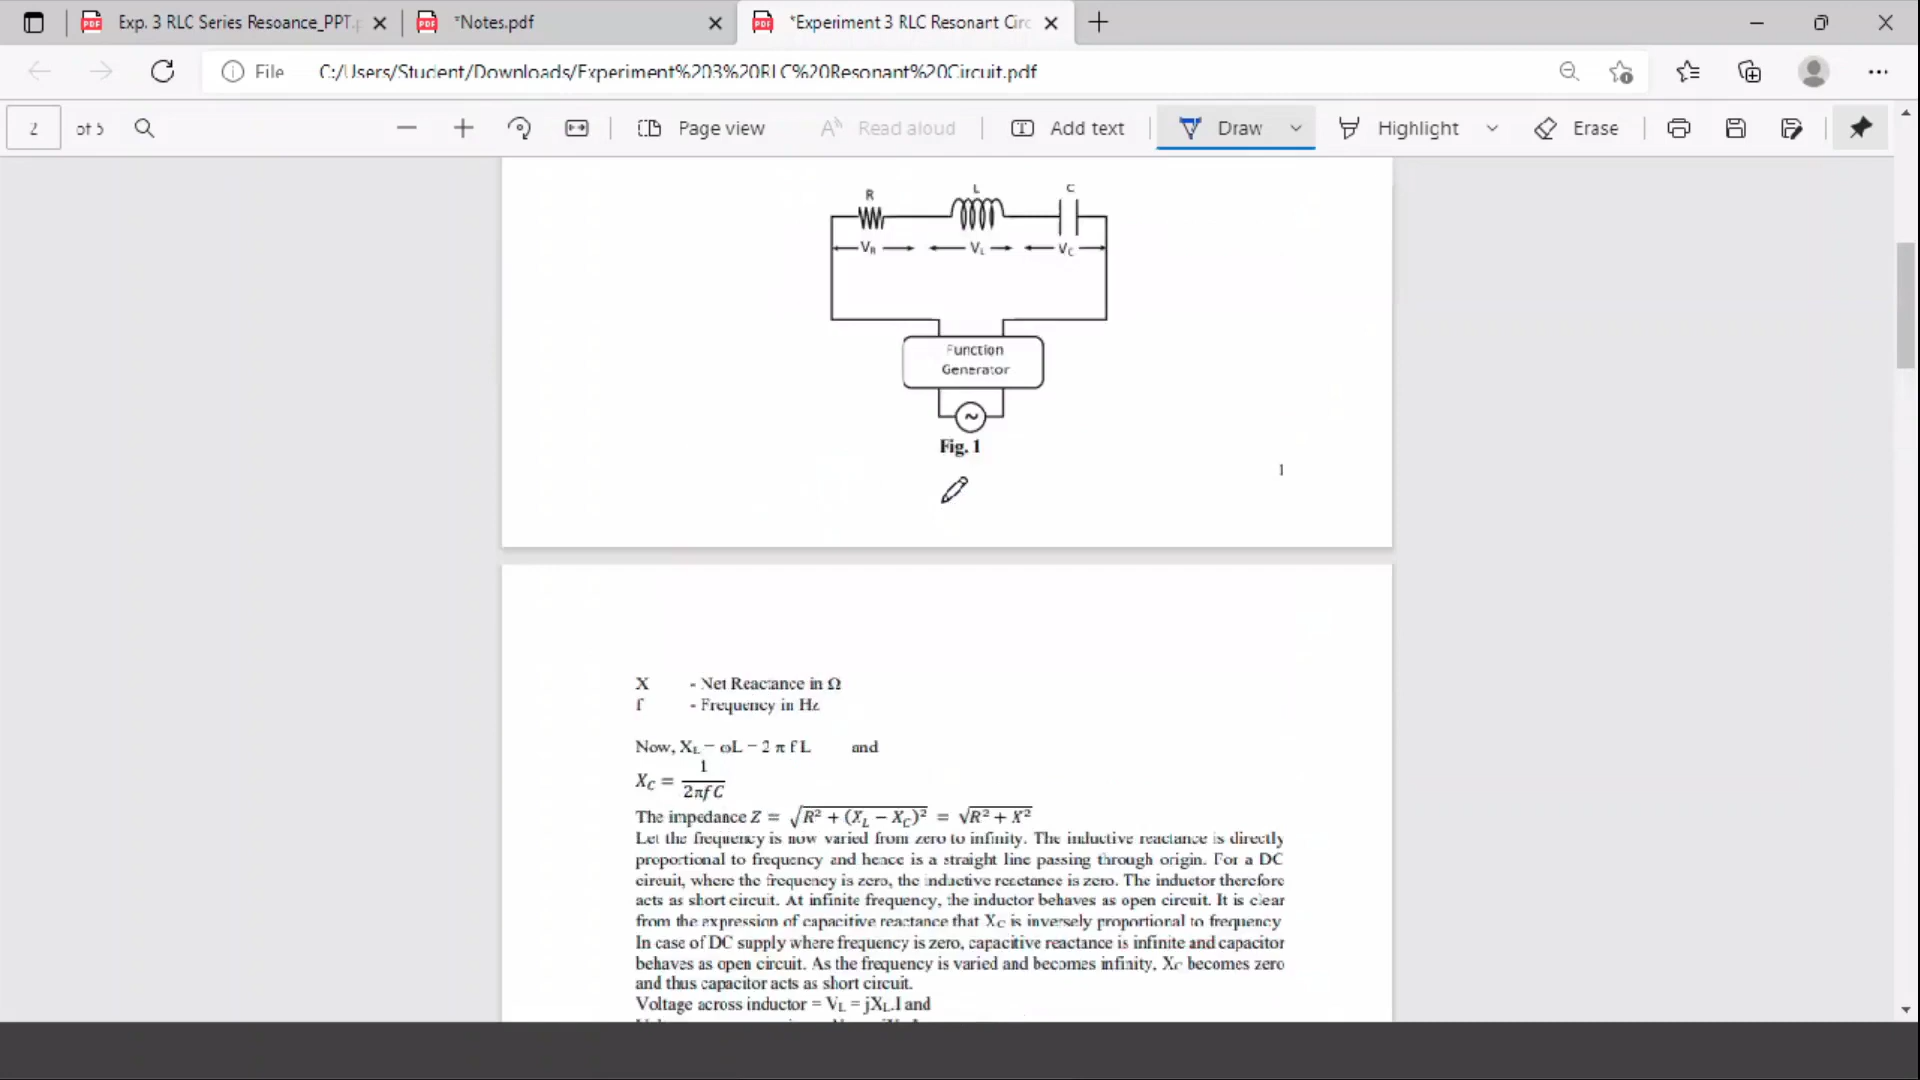 Exp. 3 RLC Series Resoance_PPT.p
*Notes.pdf
*Experiment 3 RLC Resonart Circ
File
C:/Users/Student/Downloads/Experiment%203%20RLC%20Resonant%20Circuit.pdf
2
of 5
Page view
Read aloud
Add text
Draw
Highlight
Erase
R
L
C
VR
VL
VC
Function
Generator
Fig. 1
1
X - Net Reactance in Ω
f - Frequency in Hz
Now, XL = ωL = 2 π f L and
XC = 1/2πfC
The impedance Z = √R² + (XL − XC)² = √R² + X²
Let the frequency is now varied from zero to infinity. The inductive reactance is directly
proportional to frequency and hence is a straight line passing through origin. For a DC
circuit, where the frequency is zero, the inductive reactance is zero. The inductor therefore
acts as short circuit. At infinite frequency, the inductor behaves as open circuit. It is clear
from the expression of capacitive reactance that XC is inversely proportional to frequency
In case of DC supply where frequency is zero, capacitive reactance is infinite and capacitor
behaves as open circuit. As the frequency is varied and becomes infinity, XC becomes zero
and thus capacitor acts as short circuit.
Voltage across inductor = VL = jXL.I and